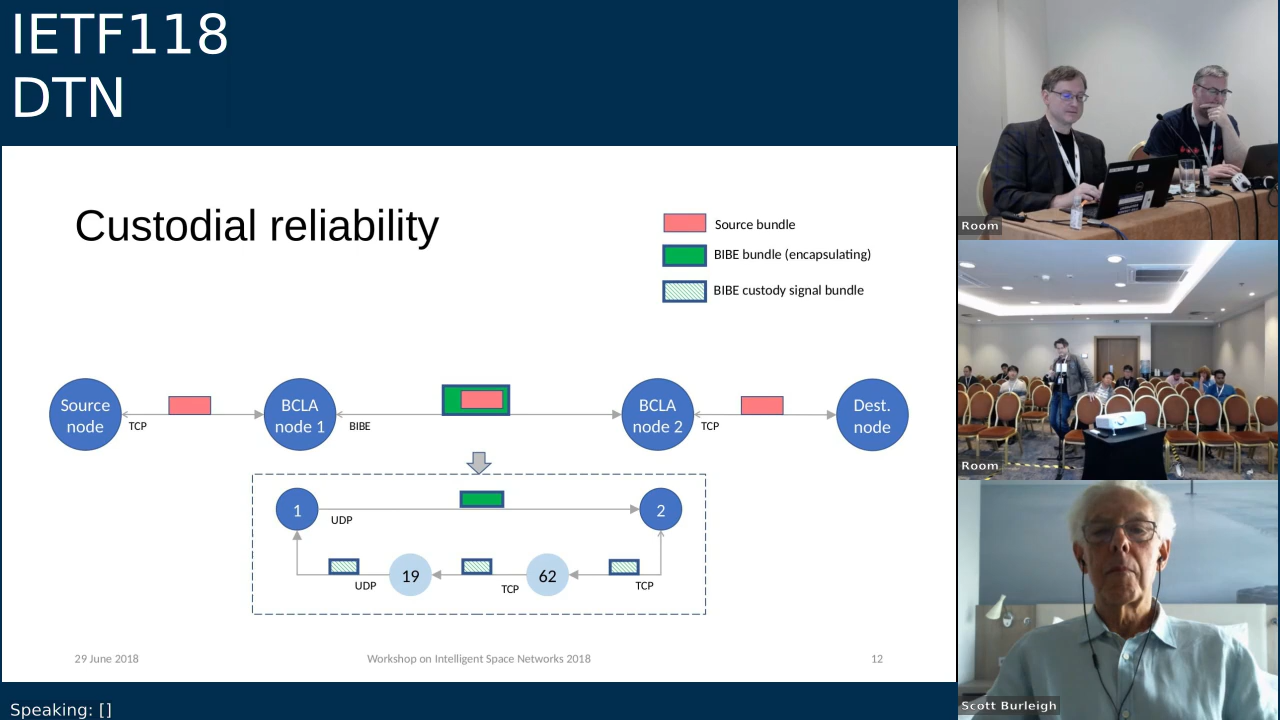 IETF118
DTN
Custodial reliability
Source bundle
BIBE bundle (encapsulating)
BIBE custody signal bundle
Source
node
TCP
BCLA
node 1
BIBE
BCLA
node 2
TCP
Dest.
node
1
UDP
2
UDP
19
TCP
62
TCP
29 June 2018
Workshop on Intelligent Space Networks 2018
12
Speaking: []
Room
Room
Scott Burleigh